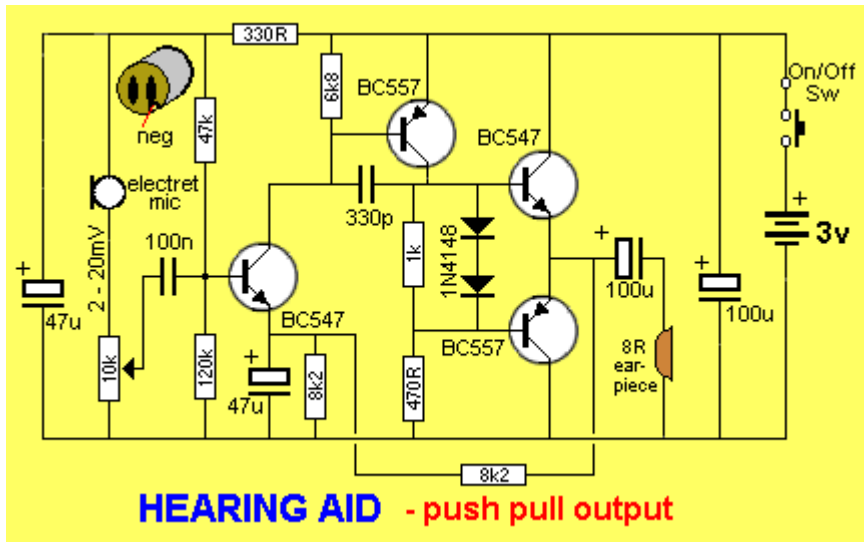 330R
BC557
On/Off
Sw
6k8
neg
47k
BC547
electret
mic
+
3v
330p
2 - 20mV
100n
1k
1N4148
+
+
47u
10k
BC547
100u
+
100u
120k
+
47u
8k2
470R
BC557
8R
ear-
piece
8k2
HEARING AID - push pull output